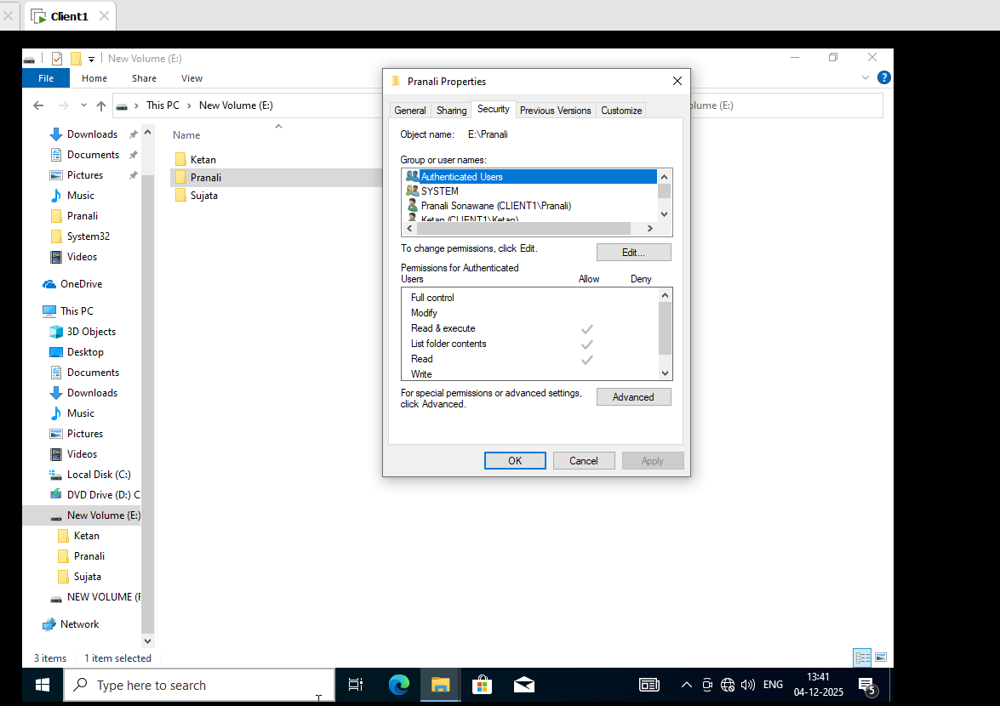 Client1
New Volume (E:)
File Home Share View
This PC New Volume (E:)
olume (E:)
Downloads
Documents
Pictures
Music
Pranali
System32
Videos
OneDrive
This PC
3D Objects
Desktop
Documents
Downloads
Music
Pictures
Videos
Local Disk (C:)
DVD Drive (D:) C
New Volume (E:)
Ketan
Pranali
Sujata
NEW VOLUME (F
Network
Name
Ketan
Pranali
Sujata
3 items 1 item selected
Pranali Properties
General Sharing Security Previous Versions Customize
Object name: E:\Pranali
Group or user names:
Authenticated Users
SYSTEM
Pranali Sonawane (CLIENT1\Pranali)
Ketan (CLIENT1\Ketan)
To change permissions, click Edit.
Edit...
Permissions for Authenticated
Users Allow Deny
Full control
Modify
Read & execute
List folder contents
Read
Write
For special permissions or advanced settings,
click Advanced.
Advanced
OK Cancel Apply
Type here to search
ENG
13:41
04-12-2025
5